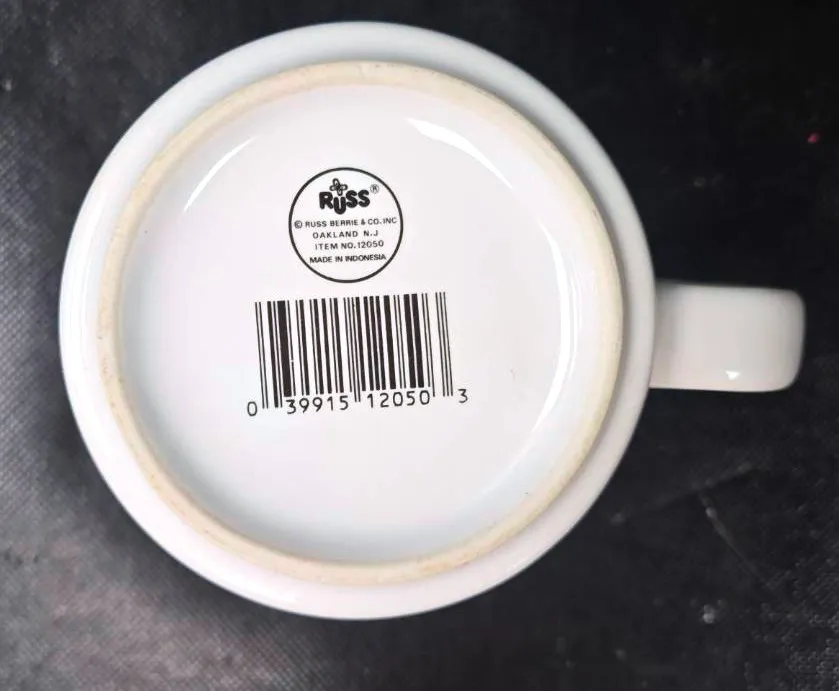 RUSS®
© RUSS BERRIE & CO. INC
OAKLAND N.J
ITEM NO. 12050
MADE IN INDONESIA
0 39915 12050 3